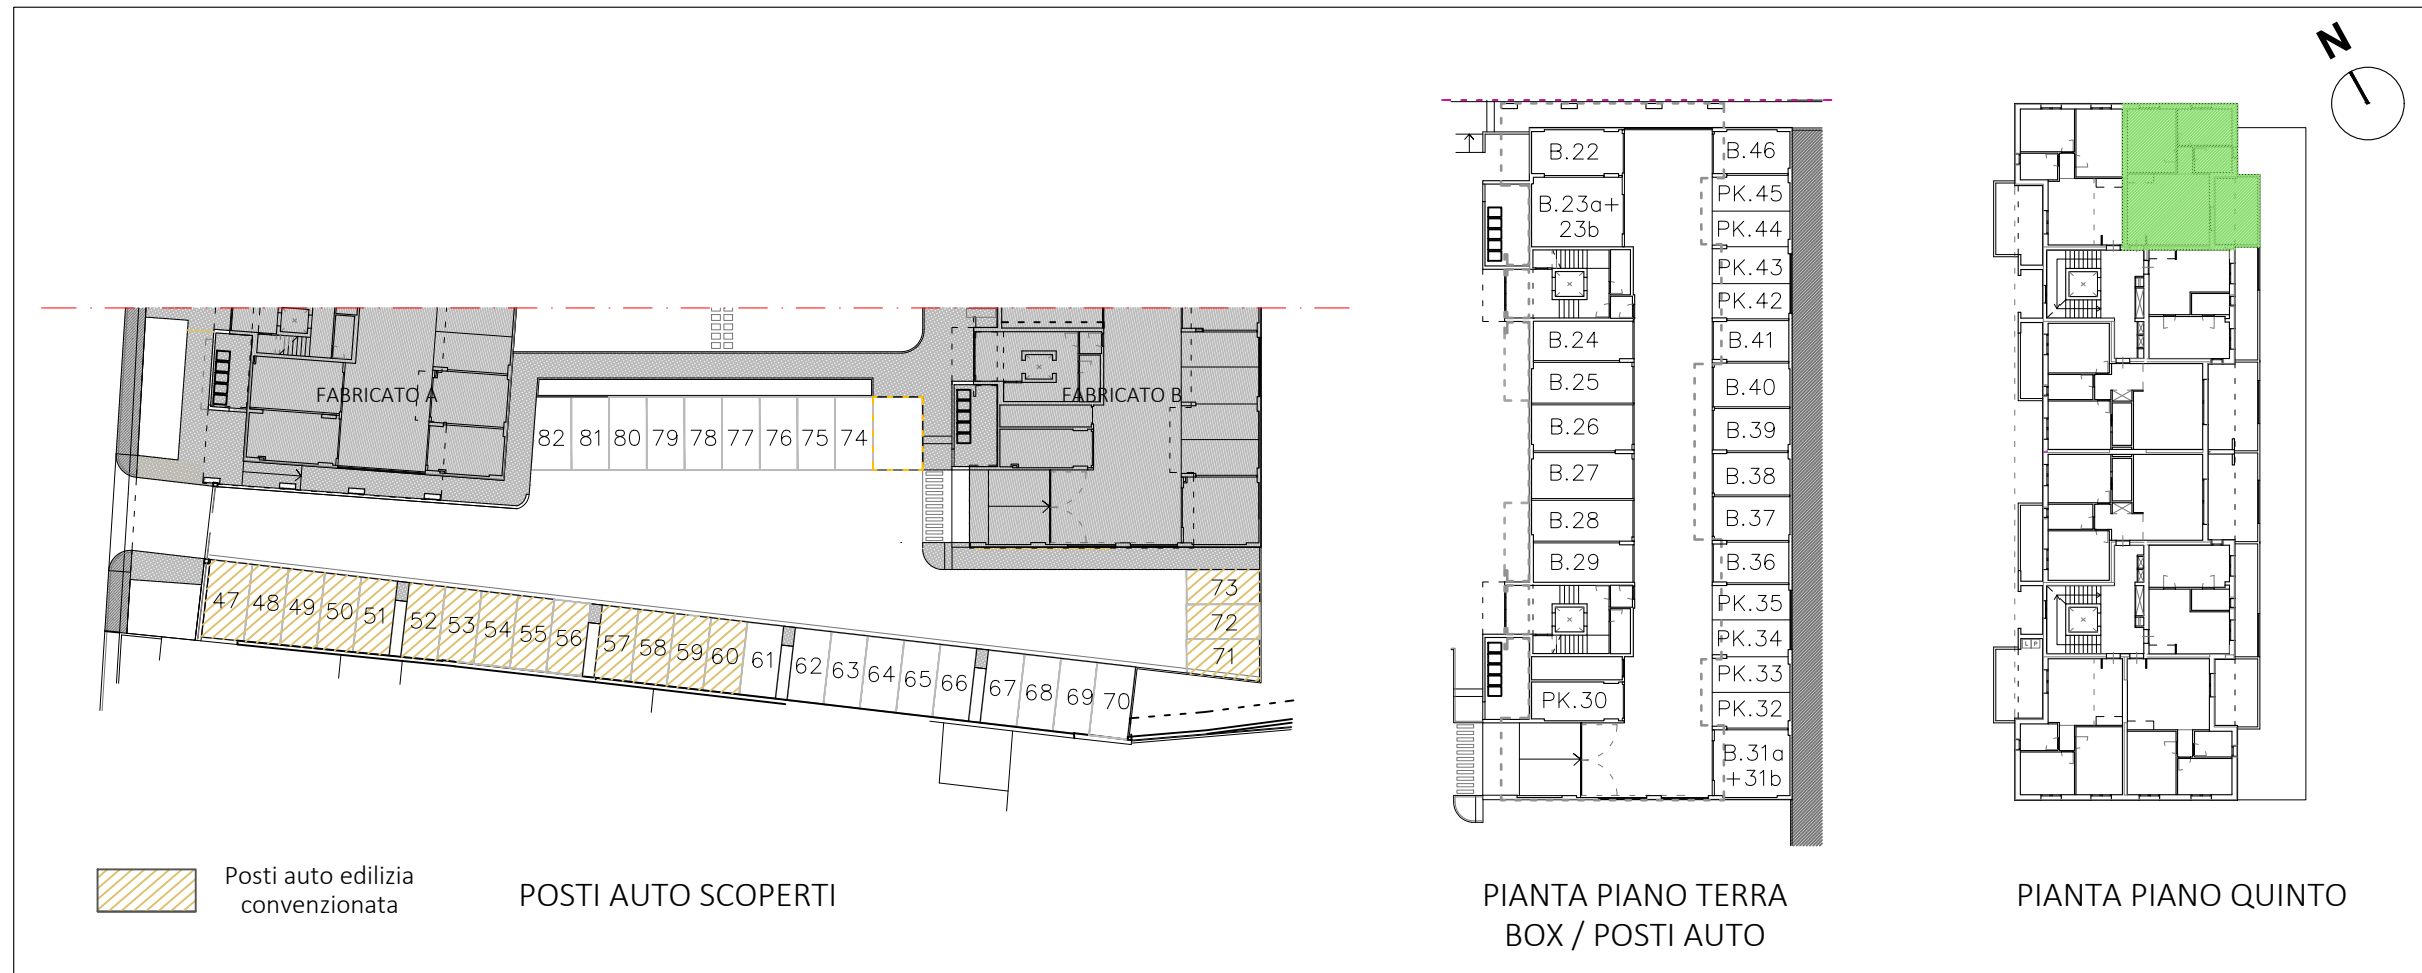 N
FABRICATO A
FABRICATO B
82 81 80 79 78 77 76 75 74
47 48 49 50 51 52 53 54 55 56 57 58 59 60 61 62 63 64 65 66 67 68 69 70
73
72
71
Posti auto edilizia
convenzionata
POSTI AUTO SCOPERTI
B.22
B.23a+
23b
B.24
B.25
B.26
B.27
B.28
B.29
PK.30
B.46
PK.45
PK.44
PK.43
PK.42
B.41
B.40
B.39
B.38
B.37
B.36
PK.35
PK.34
PK.33
PK.32
B.31a
+31b
PIANTA PIANO TERRA
BOX / POSTI AUTO
PIANTA PIANO QUINTO